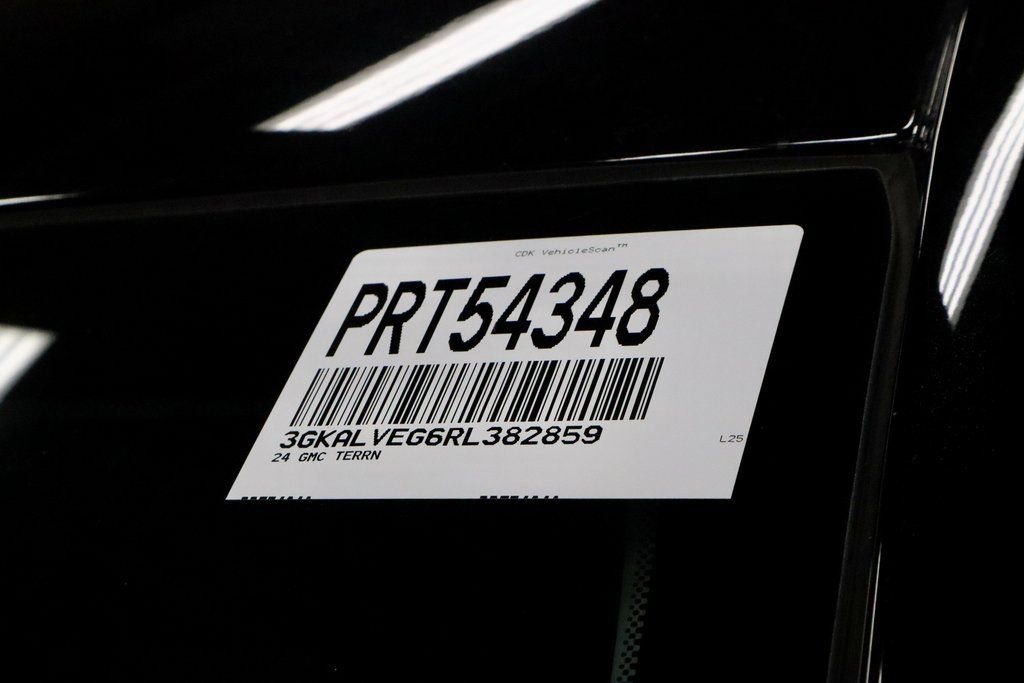 CDK VehicleScan™
PRT54348
3GKALVEG6RL382859
24 GMC TERRN
L25